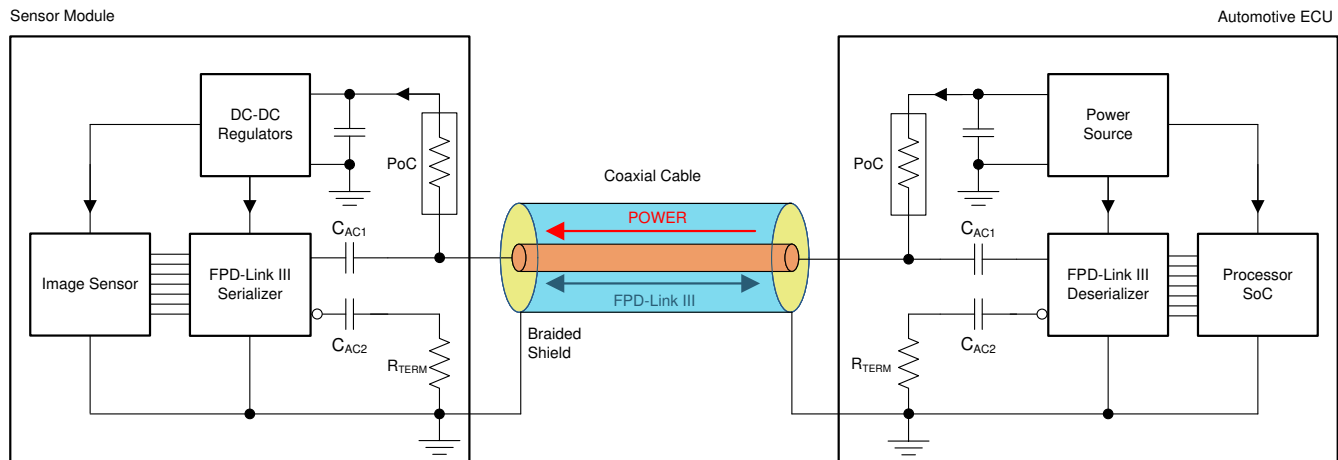 Sensor Module
Automotive ECU
DC-DC
Regulators
PoC
Image Sensor
FPD-Link III
Serializer
CAC1
CAC2
RTERM
Coaxial Cable
POWER
FPD-Link III
Braided
Shield
PoC
Power
Source
CAC1
CAC2
RTERM
FPD-Link III
Deserializer
Processor
SoC